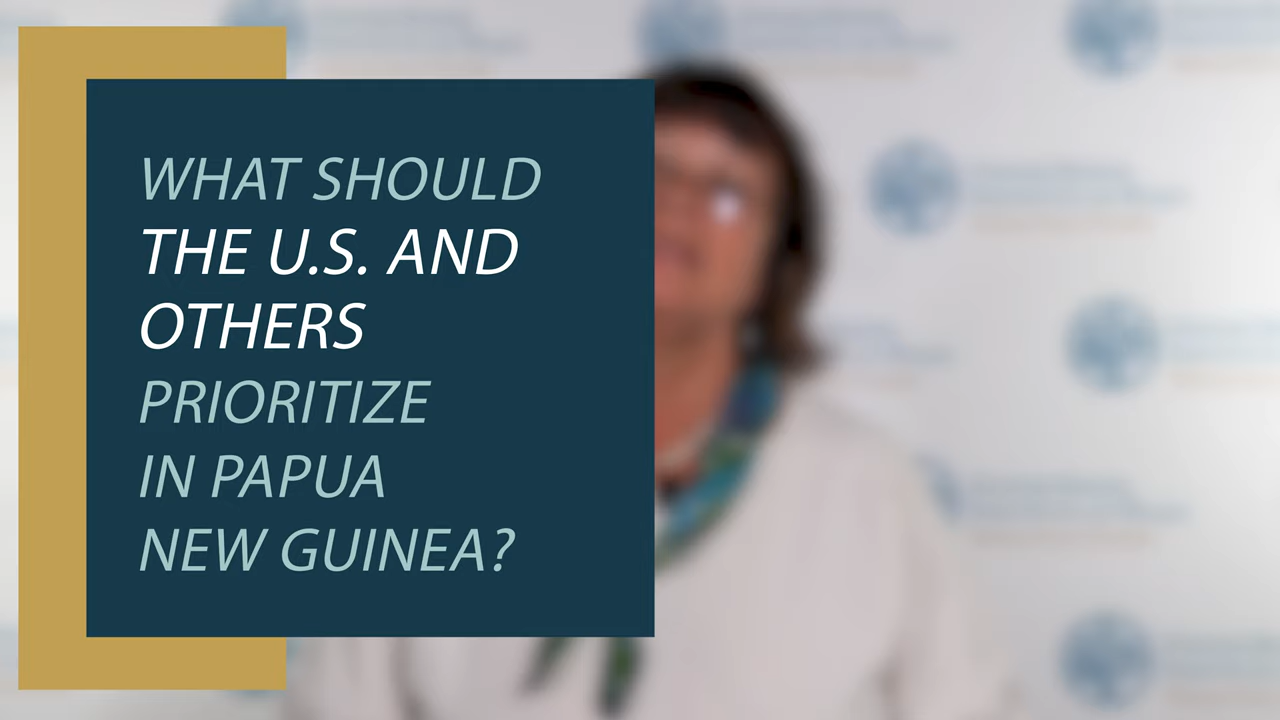 WHAT SHOULD
THE U.S. AND
OTHERS
PRIORITIZE
IN PAPUA
NEW GUINEA?